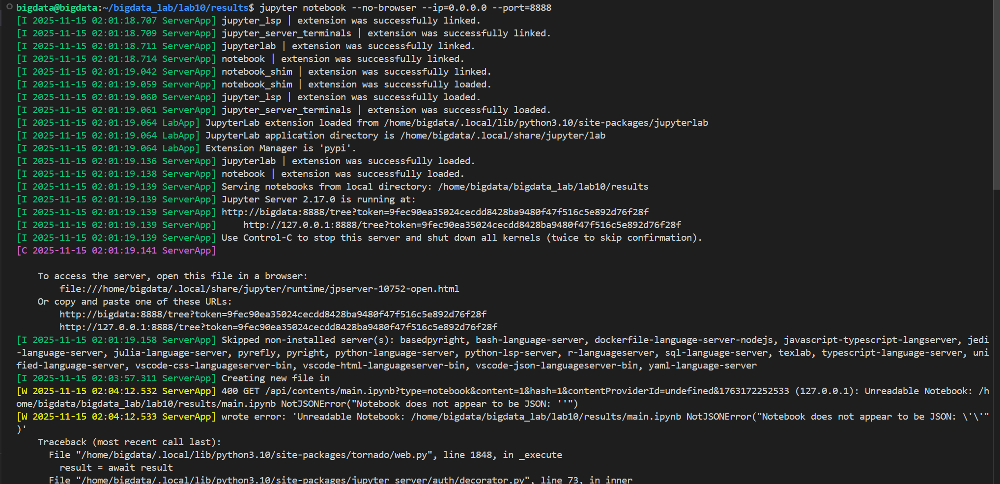 bigdata@bigdata:~/bigdata_lab/lab10/results$ jupyter notebook --no-browser --ip=0.0.0.0 --port=8888
[I 2025-11-15 02:01:18.707 ServerApp] jupyter_lsp | extension was successfully linked.
[I 2025-11-15 02:01:18.709 ServerApp] jupyter_server_terminals | extension was successfully linked.
[I 2025-11-15 02:01:18.711 ServerApp] jupyterlab | extension was successfully linked.
[I 2025-11-15 02:01:18.714 ServerApp] notebook | extension was successfully linked.
[I 2025-11-15 02:01:19.042 ServerApp] notebook_shim | extension was successfully linked.
[I 2025-11-15 02:01:19.059 ServerApp] notebook_shim | extension was successfully loaded.
[I 2025-11-15 02:01:19.060 ServerApp] jupyter_lsp | extension was successfully loaded.
[I 2025-11-15 02:01:19.061 ServerApp] jupyter_server_terminals | extension was successfully loaded.
[I 2025-11-15 02:01:19.064 LabApp] JupyterLab extension loaded from /home/bigdata/.local/lib/python3.10/site-packages/jupyterlab
[I 2025-11-15 02:01:19.064 LabApp] JupyterLab application directory is /home/bigdata/.local/share/jupyter/lab
[I 2025-11-15 02:01:19.064 LabApp] Extension Manager is 'pypi'.
[I 2025-11-15 02:01:19.136 ServerApp] jupyterlab | extension was successfully loaded.
[I 2025-11-15 02:01:19.138 ServerApp] notebook | extension was successfully loaded.
[I 2025-11-15 02:01:19.139 ServerApp] Serving notebooks from local directory: /home/bigdata/bigdata_lab/lab10/results
[I 2025-11-15 02:01:19.139 ServerApp] Jupyter Server 2.17.0 is running at:
[I 2025-11-15 02:01:19.139 ServerApp] http://bigdata:8888/tree?token=9fec90ea35024cecdd8428ba9480f47f516c5e892d76f28f
[I 2025-11-15 02:01:19.139 ServerApp]     http://127.0.0.1:8888/tree?token=9fec90ea35024cecdd8428ba9480f47f516c5e892d76f28f
[I 2025-11-15 02:01:19.139 ServerApp] Use Control-C to stop this server and shut down all kernels (twice to skip confirmation).
[C 2025-11-15 02:01:19.141 ServerApp]
To access the server, open this file in a browser:
file:///home/bigdata/.local/share/jupyter/runtime/jpserver-10752-open.html
Or copy and paste one of these URLs:
http://bigdata:8888/tree?token=9fec90ea35024cecdd8428ba9480f47f516c5e892d76f28f
http://127.0.0.1:8888/tree?token=9fec90ea35024cecdd8428ba9480f47f516c5e892d76f28f
[I 2025-11-15 02:01:19.158 ServerApp] Skipped non-installed server(s): basedpyright, bash-language-server, dockerfile-language-server-nodejs, javascript-typescript-langserver, jedi
-language-server, julia-language-server, pyrefly, pyright, python-language-server, python-lsp-server, r-languageserver, sql-language-server, texlab, typescript-language-server, uni
fied-language-server, vscode-css-languageserver-bin, vscode-html-languageserver-bin, vscode-json-languageserver-bin, yaml-language-server
[I 2025-11-15 02:03:57.311 ServerApp] Creating new file in
[W 2025-11-15 02:04:12.532 ServerApp] 400 GET /api/contents/main.ipynb?type=notebook&content=1&hash=1&contentProviderId=undefined&1763172252533 (127.0.0.1): Unreadable Notebook: /h
ome/bigdata/bigdata_lab/lab10/results/main.ipynb NotJSONError("Notebook does not appear to be JSON: ''")
[W 2025-11-15 02:04:12.533 ServerApp] wrote error: 'Unreadable Notebook: /home/bigdata/bigdata_lab/lab10/results/main.ipynb NotJSONError("Notebook does not appear to be JSON: \'\'"
)'
Traceback (most recent call last):
File "/home/bigdata/.local/lib/python3.10/site-packages/tornado/web.py", line 1848, in _execute
result = await result
File "/home/bigdata/.local/lib/python3.10/site-packages/jupyter_server/auth/decorator.py", line 73, in inner